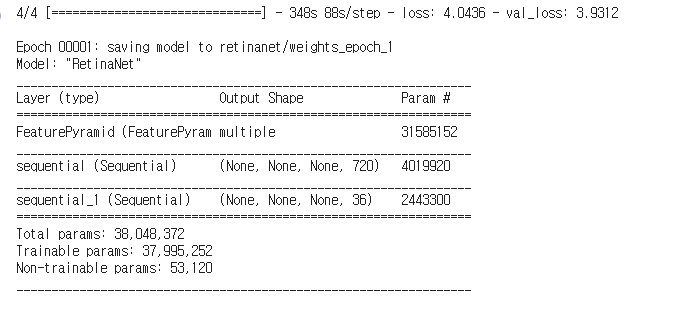 4/4 [==============================] - 348s 88s/step - loss: 4.0436 - val_loss: 3.9312
Epoch 00001: saving model to retinanet/weights_epoch_1
Model: "RetinaNet"
_________________________________________________________________
Layer (type)                 Output Shape              Param #
=================================================================
FeaturePyramid (FeaturePyram multiple                  31585152
_________________________________________________________________
sequential (Sequential)      (None, None, None, 720)   4019920
_________________________________________________________________
sequential_1 (Sequential)    (None, None, None, 36)    2443300
=================================================================
Total params: 38,048,372
Trainable params: 37,995,252
Non-trainable params: 53,120
_________________________________________________________________